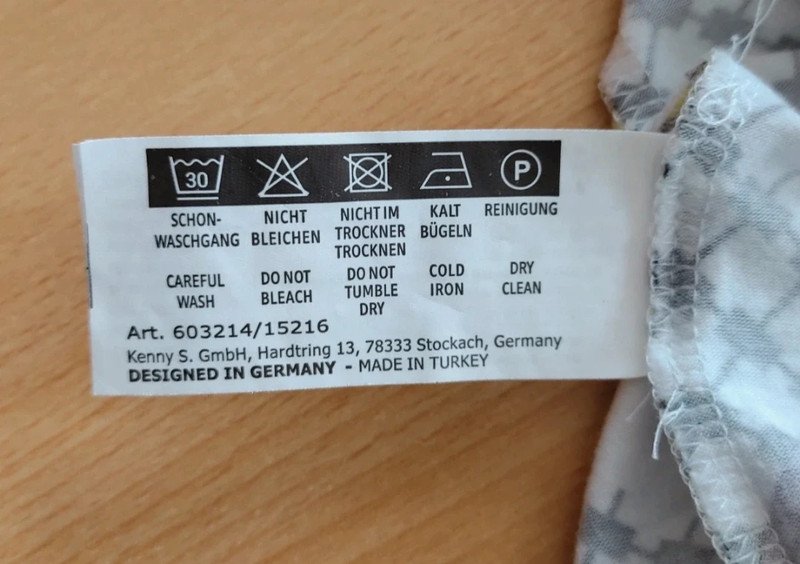 30 P
SCHON- NICHT NICHT IM KALT REINIGUNG
WASCHGANG BLEICHEN TROCKNER BÜGELN
TROCKNEN
CAREFUL DO NOT DO NOT COLD DRY
WASH BLEACH TUMBLE IRON CLEAN
DRY
Art. 603214/15216
Kenny S. GmbH, Hardtring 13, 78333 Stockach, Germany
DESIGNED IN GERMANY - MADE IN TURKEY